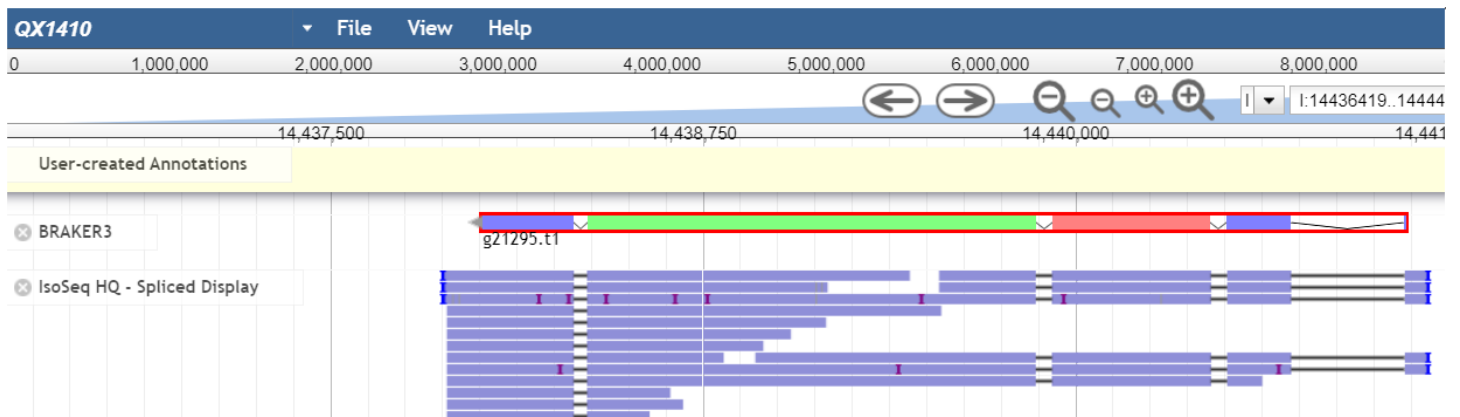 QX1410 File View Help
0 1,000,000 2,000,000 3,000,000 4,000,000 5,000,000 6,000,000 7,000,000 8,000,000
I I:14436419..14444
14,437,500 14,438,750 14,440,000 14,441
User-created Annotations
BRAKER3
g21295.t1
IsoSeq HQ - Spliced Display